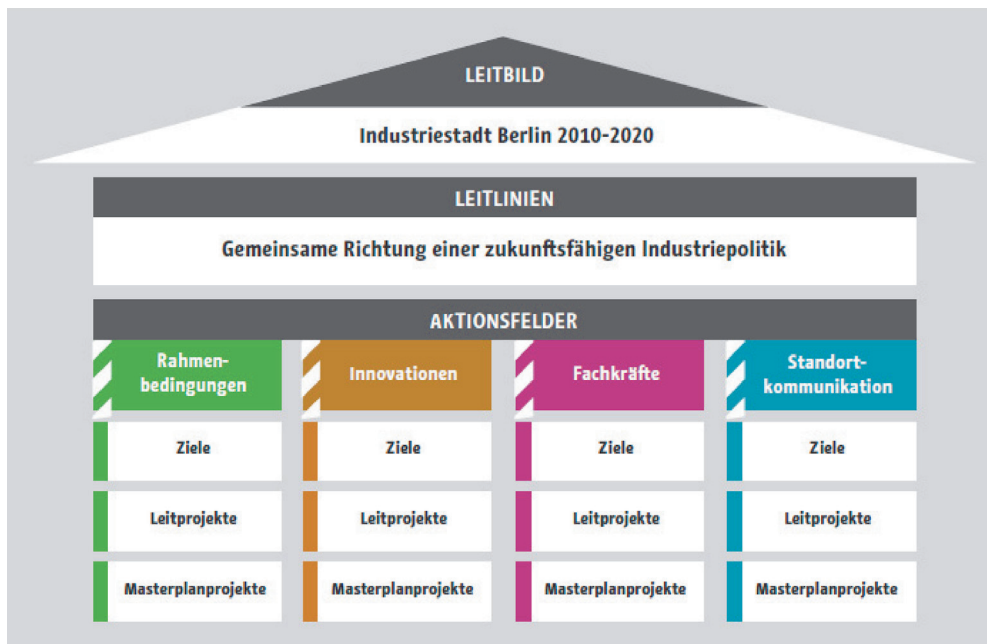 LEITBILD
Industriestadt Berlin 2010-2020
LEITLINIEN
Gemeinsame Richtung einer zukunftsfähigen Industriepolitik
AKTIONSFELDER
Rahmen-
bedingungen
Innovationen
Fachkräfte
Standort-
kommunikation
Ziele
Ziele
Ziele
Ziele
Leitprojekte
Leitprojekte
Leitprojekte
Leitprojekte
Masterplanprojekte
Masterplanprojekte
Masterplanprojekte
Masterplanprojekte